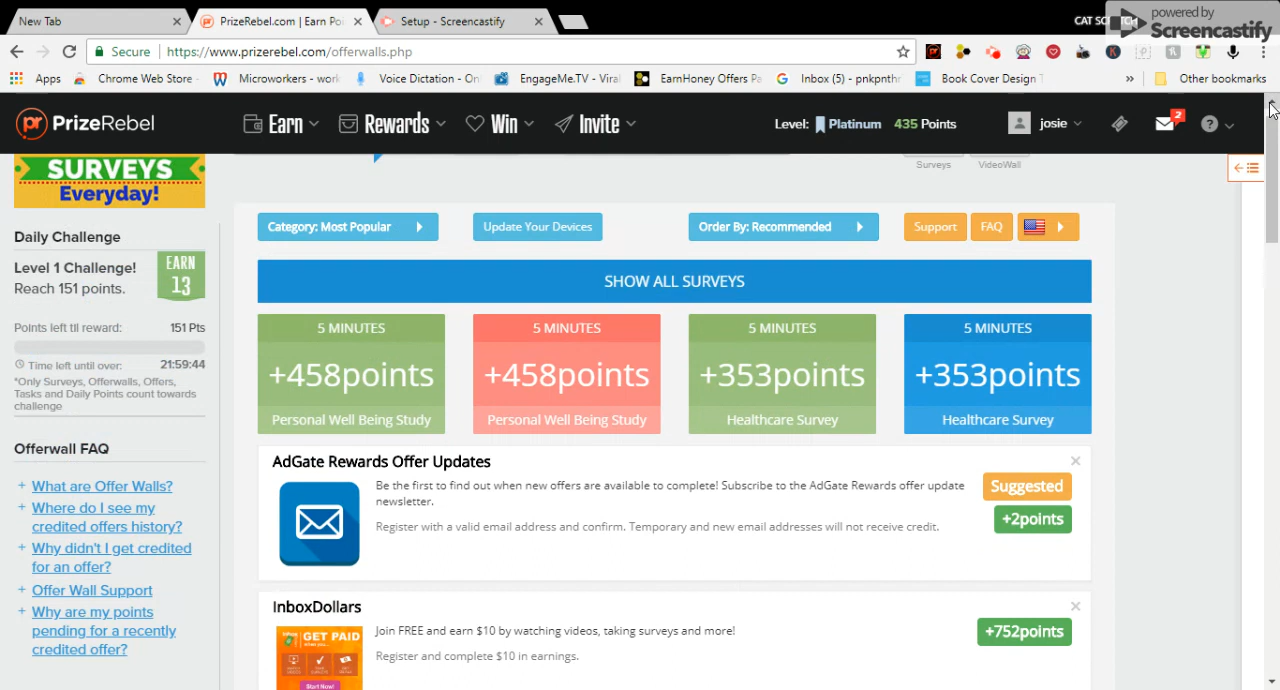 New Tab
PrizeRebel.com | Earn Poi
Setup - Screencastify
powered by
Screencastify
Secure
https://www.prizerebel.com/offerwalls.php
Apps
Chrome Web Store -
Microworkers - work
Voice Dictation - On
EngageMe.TV - Viral
EarnHoney Offers Pa
Inbox (5) - pnkpnthr
Book Cover Design T
»
Other bookmarks
pr PrizeRebel
Earn
Rewards
Win
Invite
Level: Platinum
435 Points
josie
2
?
SURVEYS
Everyday!
Surveys
VideoWall
Daily Challenge
Level 1 Challenge!
Reach 151 points.
EARN
13
Points left til reward: 151 Pts
Time left until over: 21:59:44
*Only Surveys, Offerwalls, Offers,
Tasks and Daily Points count towards
challenge
Offerwall FAQ
+ What are Offer Walls?
+ Where do I see my
credited offers history?
+ Why didn't I get credited
for an offer?
+ Offer Wall Support
+ Why are my points
pending for a recently
credited offer?
Category: Most Popular
Update Your Devices
Order By: Recommended
Support
FAQ
SHOW ALL SURVEYS
5 MINUTES
+458points
Personal Well Being Study
5 MINUTES
+458points
Personal Well Being Study
5 MINUTES
+353points
Healthcare Survey
5 MINUTES
+353points
Healthcare Survey
AdGate Rewards Offer Updates
Be the first to find out when new offers are available to complete! Subscribe to the AdGate Rewards offer update
newsletter.
Register with a valid email address and confirm. Temporary and new email addresses will not receive credit.
Suggested
+2points
InboxDollars
Join FREE and earn $10 by watching videos, taking surveys and more!
Register and complete $10 in earnings.
+752points
GET PAID
Start Now!